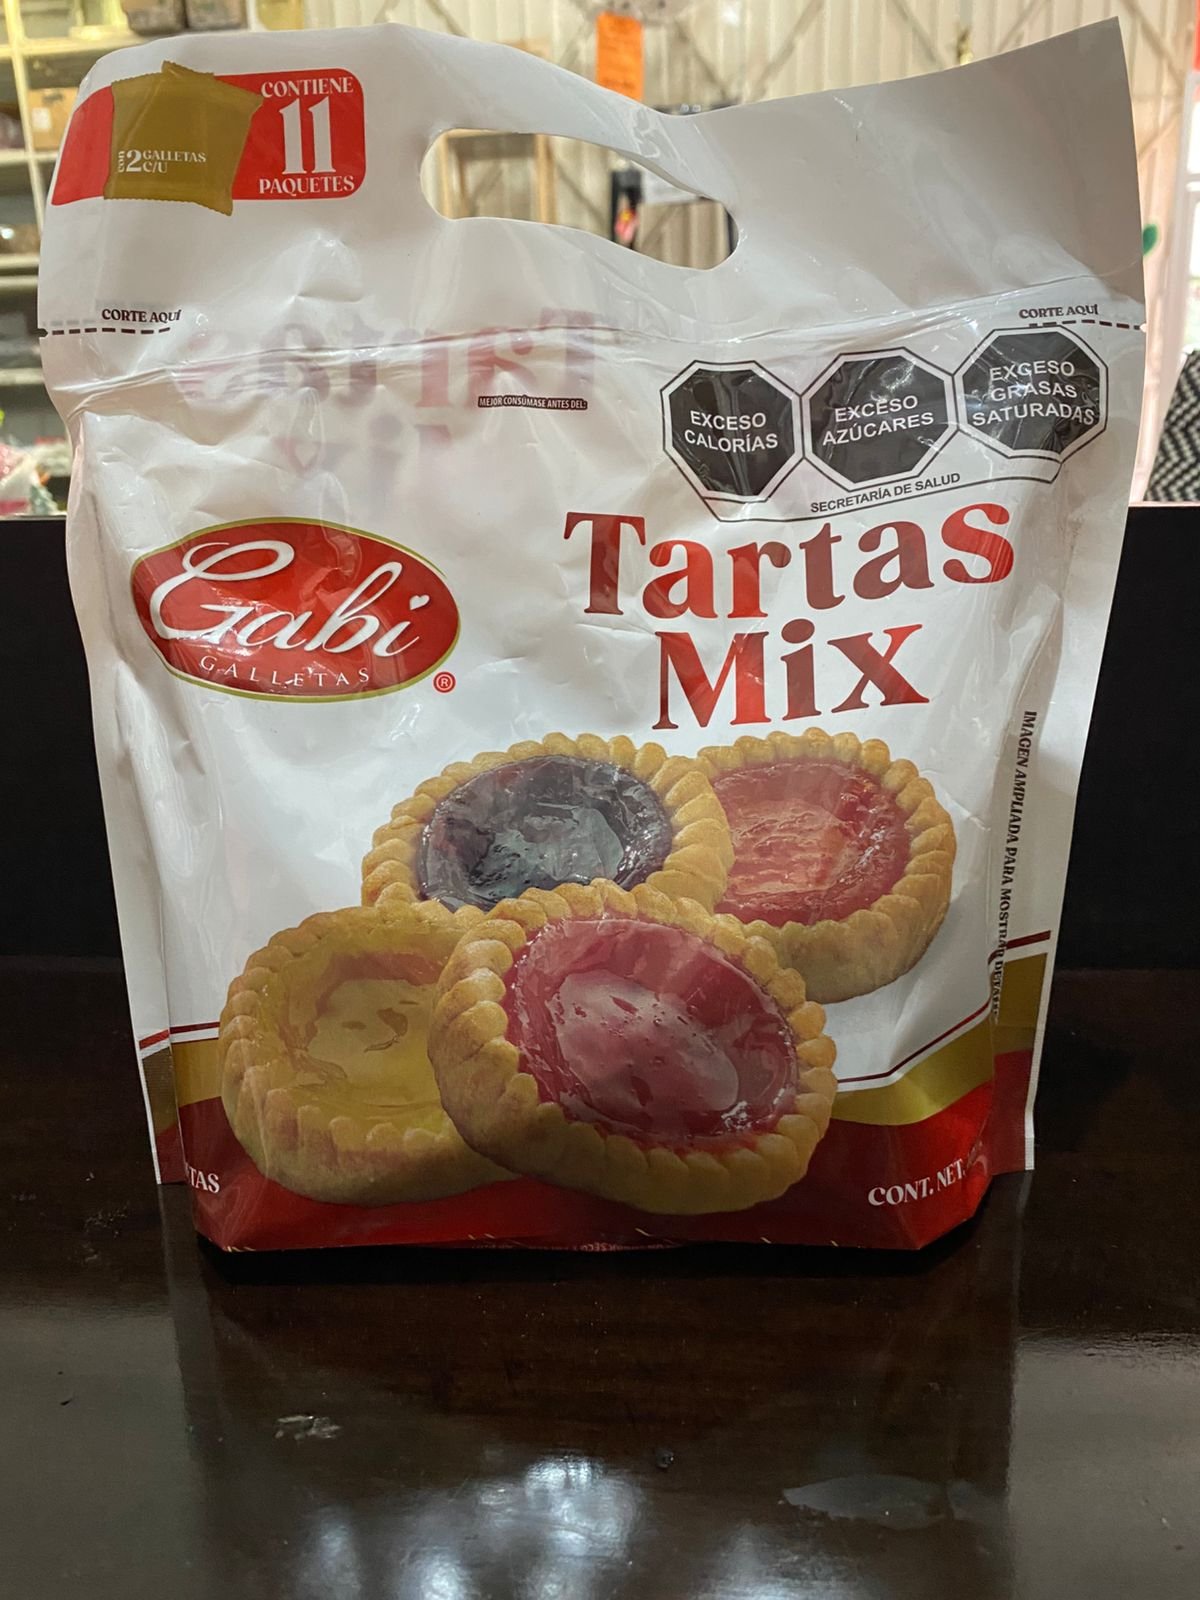 CONTIENE
11
PAQUETES
con 2 GALLETAS
C/U
CORTE AQUÍ
CORTE AQUÍ
MEJOR CONSÚMASE ANTES DEL:
EXCESO
CALORÍAS
EXCESO
AZÚCARES
EXCESO
GRASAS
SATURADAS
SECRETARÍA DE SALUD
Gabi
GALLETAS
®
Tartas
Mix
IMAGEN AMPLIADA PARA MOSTRAR
TAS
CONT. NET.